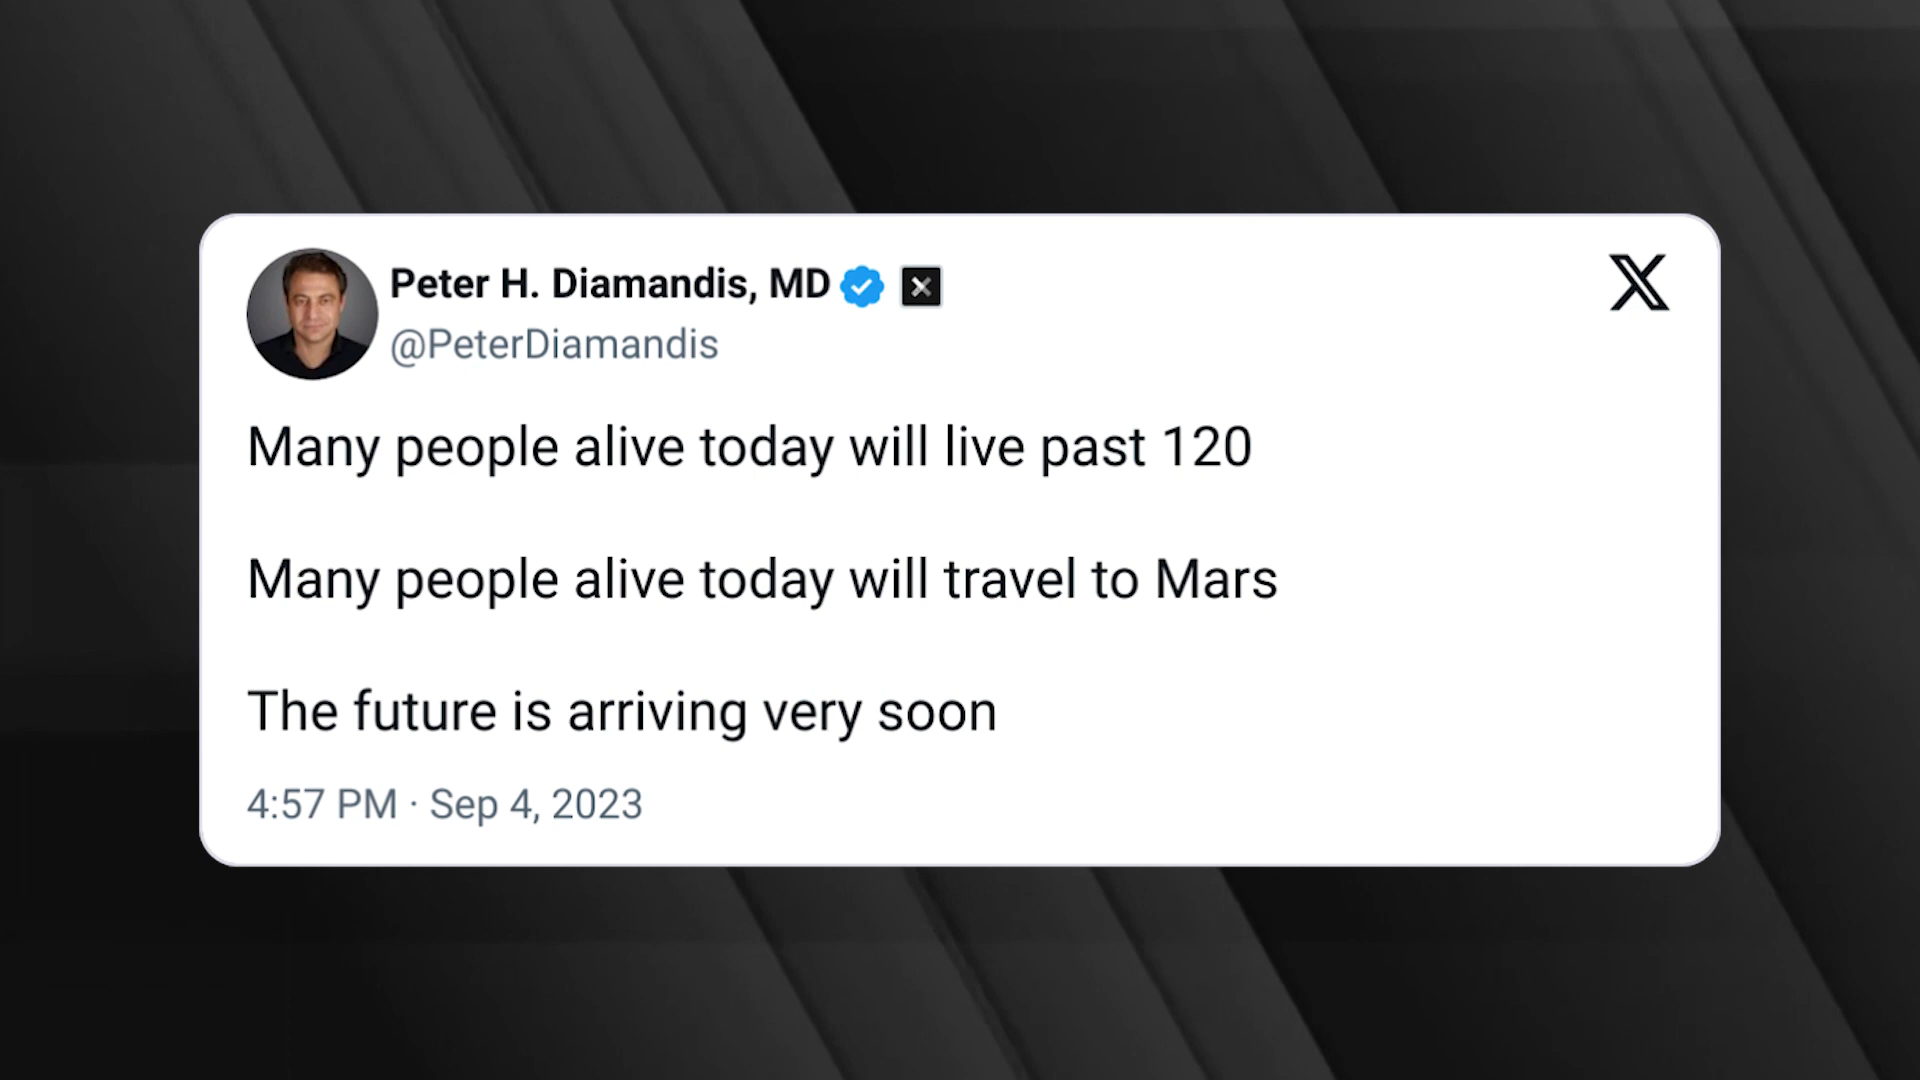 Peter H. Diamandis, MD
@PeterDiamandis
Many people alive today will live past 120
Many people alive today will travel to Mars
The future is arriving very soon
4:57 PM · Sep 4, 2023